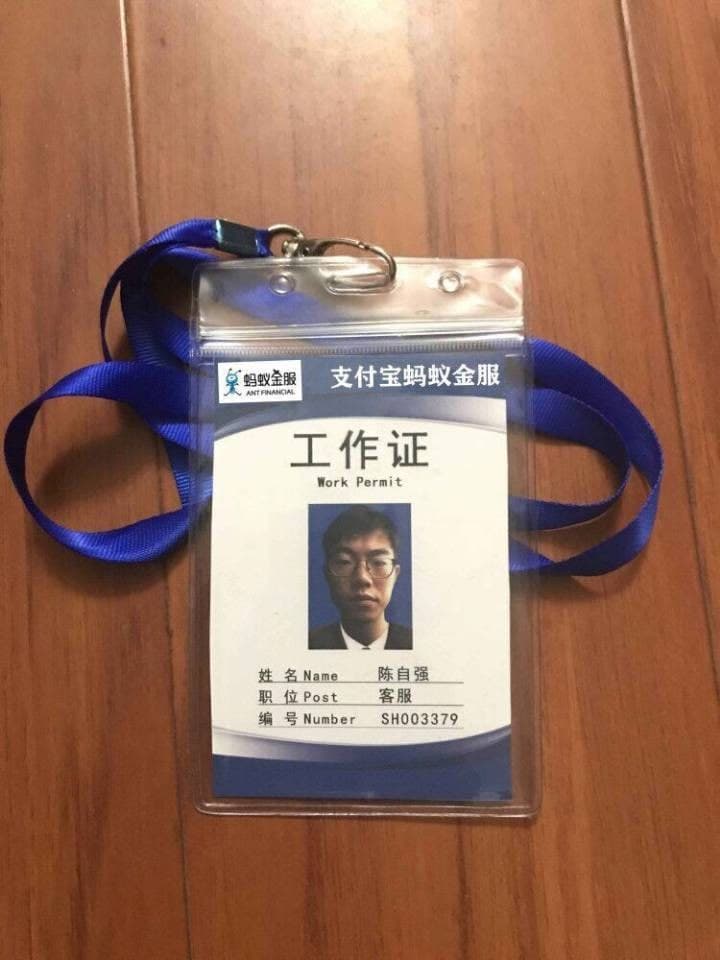 蚂蚁金服
ANT FINANCIAL
支付宝蚂蚁金服
工作证
Work Permit
姓 名 Name 陈自强
职 位 Post 客服
编 号 Number SH003379